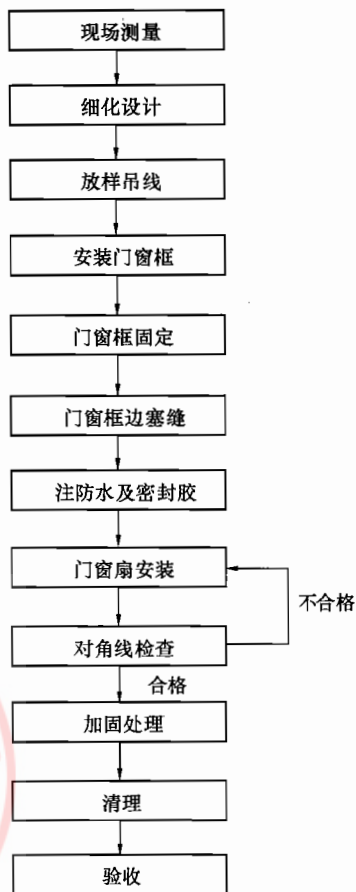 现场测量
细化设计
放样吊线
安装门窗框
门窗框固定
门窗框边塞缝
注防水及密封胶
门窗扇安装
不合格
对角线检查
合格
加固处理
清理
验收